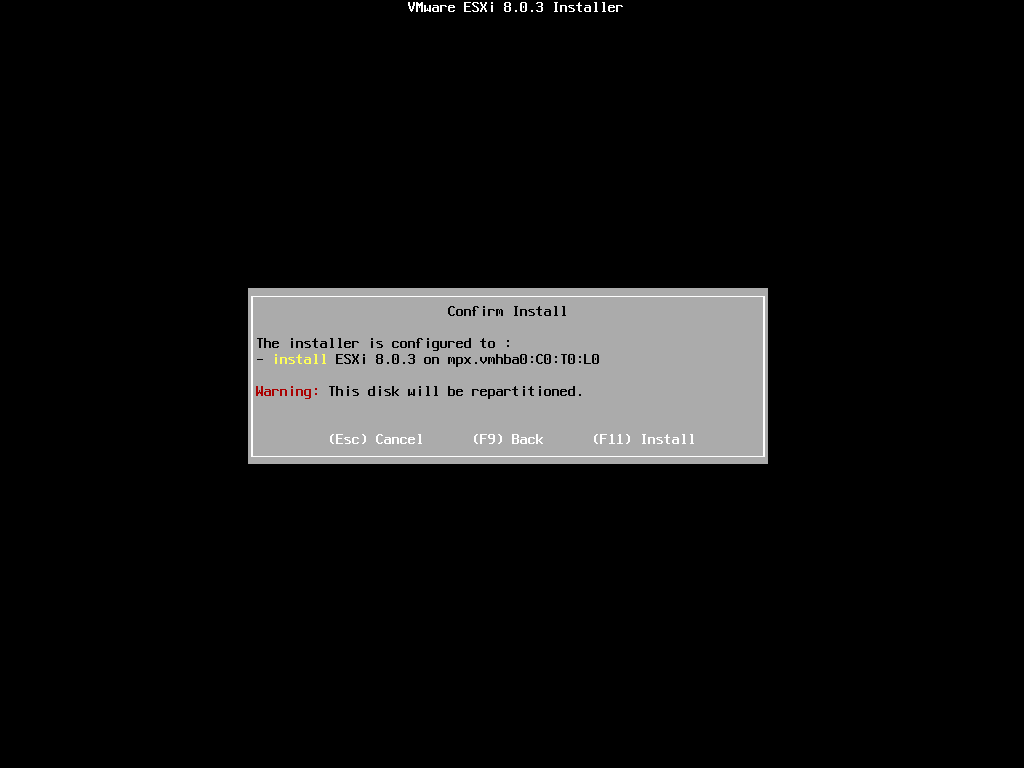 VMware ESXi 8.0.3 Installer
Confirm Install
The installer is configured to :
- install ESXi 8.0.3 on mpx.vmhba0:C0:T0:L0
Warning: This disk will be repartitioned.
(Esc) Cancel (F9) Back (F11) Install